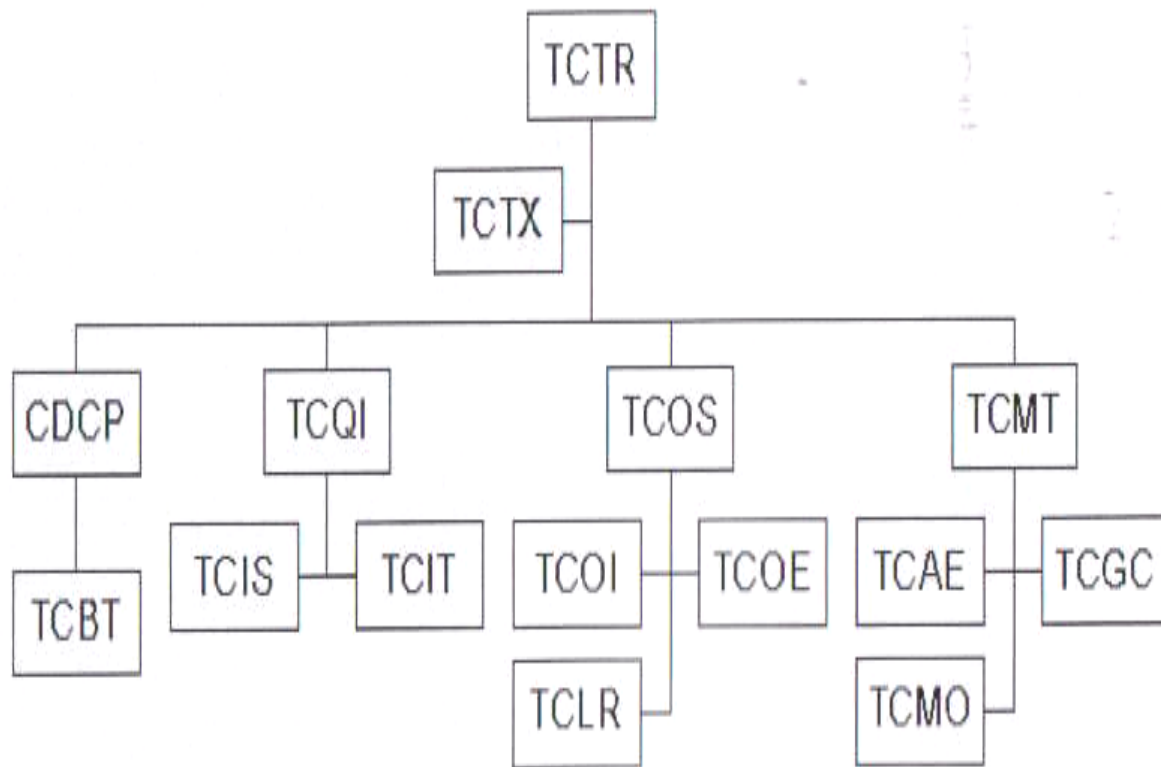 TCTR
TCTX
CDCP
TCQI
TCOS
TCMT
TCIS
TCIT
TCOI
TCOE
TCAE
TCGC
TCBT
TCLR
TCMO